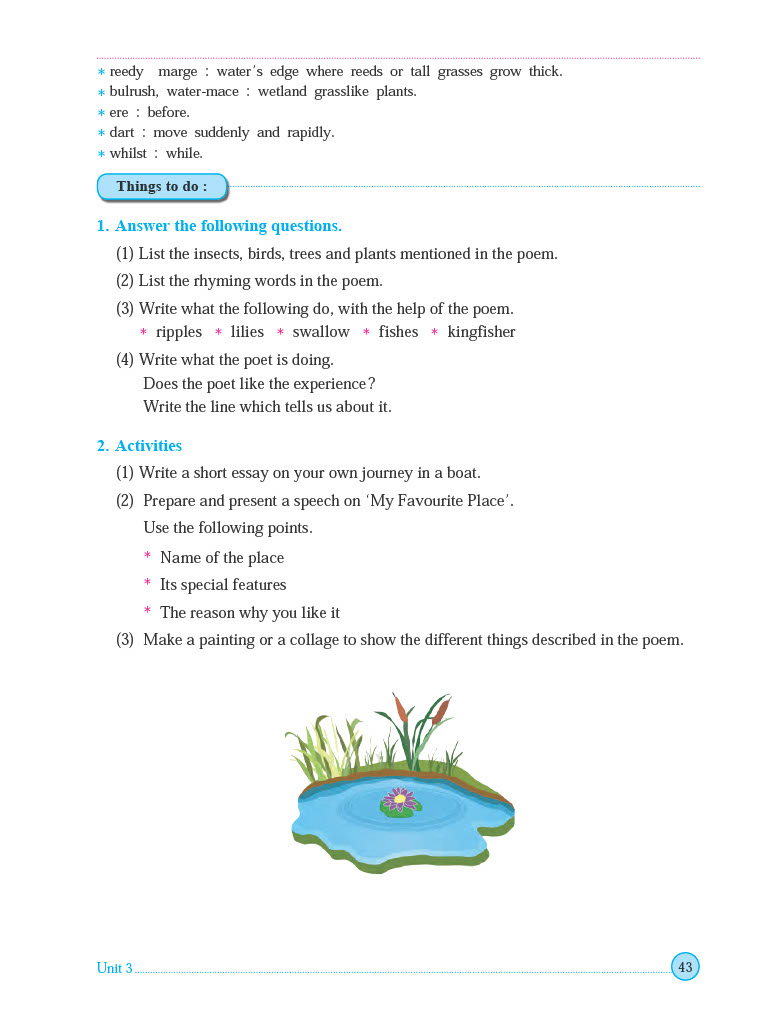 * reedy marge : water's edge where reeds or tall grasses grow thick.
* bulrush, water-mace : wetland grasslike plants.
* ere : before.
* dart : move suddenly and rapidly.
* whilst : while.
Things to do :
1. Answer the following questions.
(1) List the insects, birds, trees and plants mentioned in the poem.
(2) List the rhyming words in the poem.
(3) Write what the following do, with the help of the poem.
* ripples * lilies * swallow * fishes * kingfisher
(4) Write what the poet is doing.
Does the poet like the experience?
Write the line which tells us about it.
2. Activities
(1) Write a short essay on your own journey in a boat.
(2) Prepare and present a speech on ‘My Favourite Place’.
Use the following points.
* Name of the place
* Its special features
* The reason why you like it
(3) Make a painting or a collage to show the different things described in the poem.
Unit 3 43